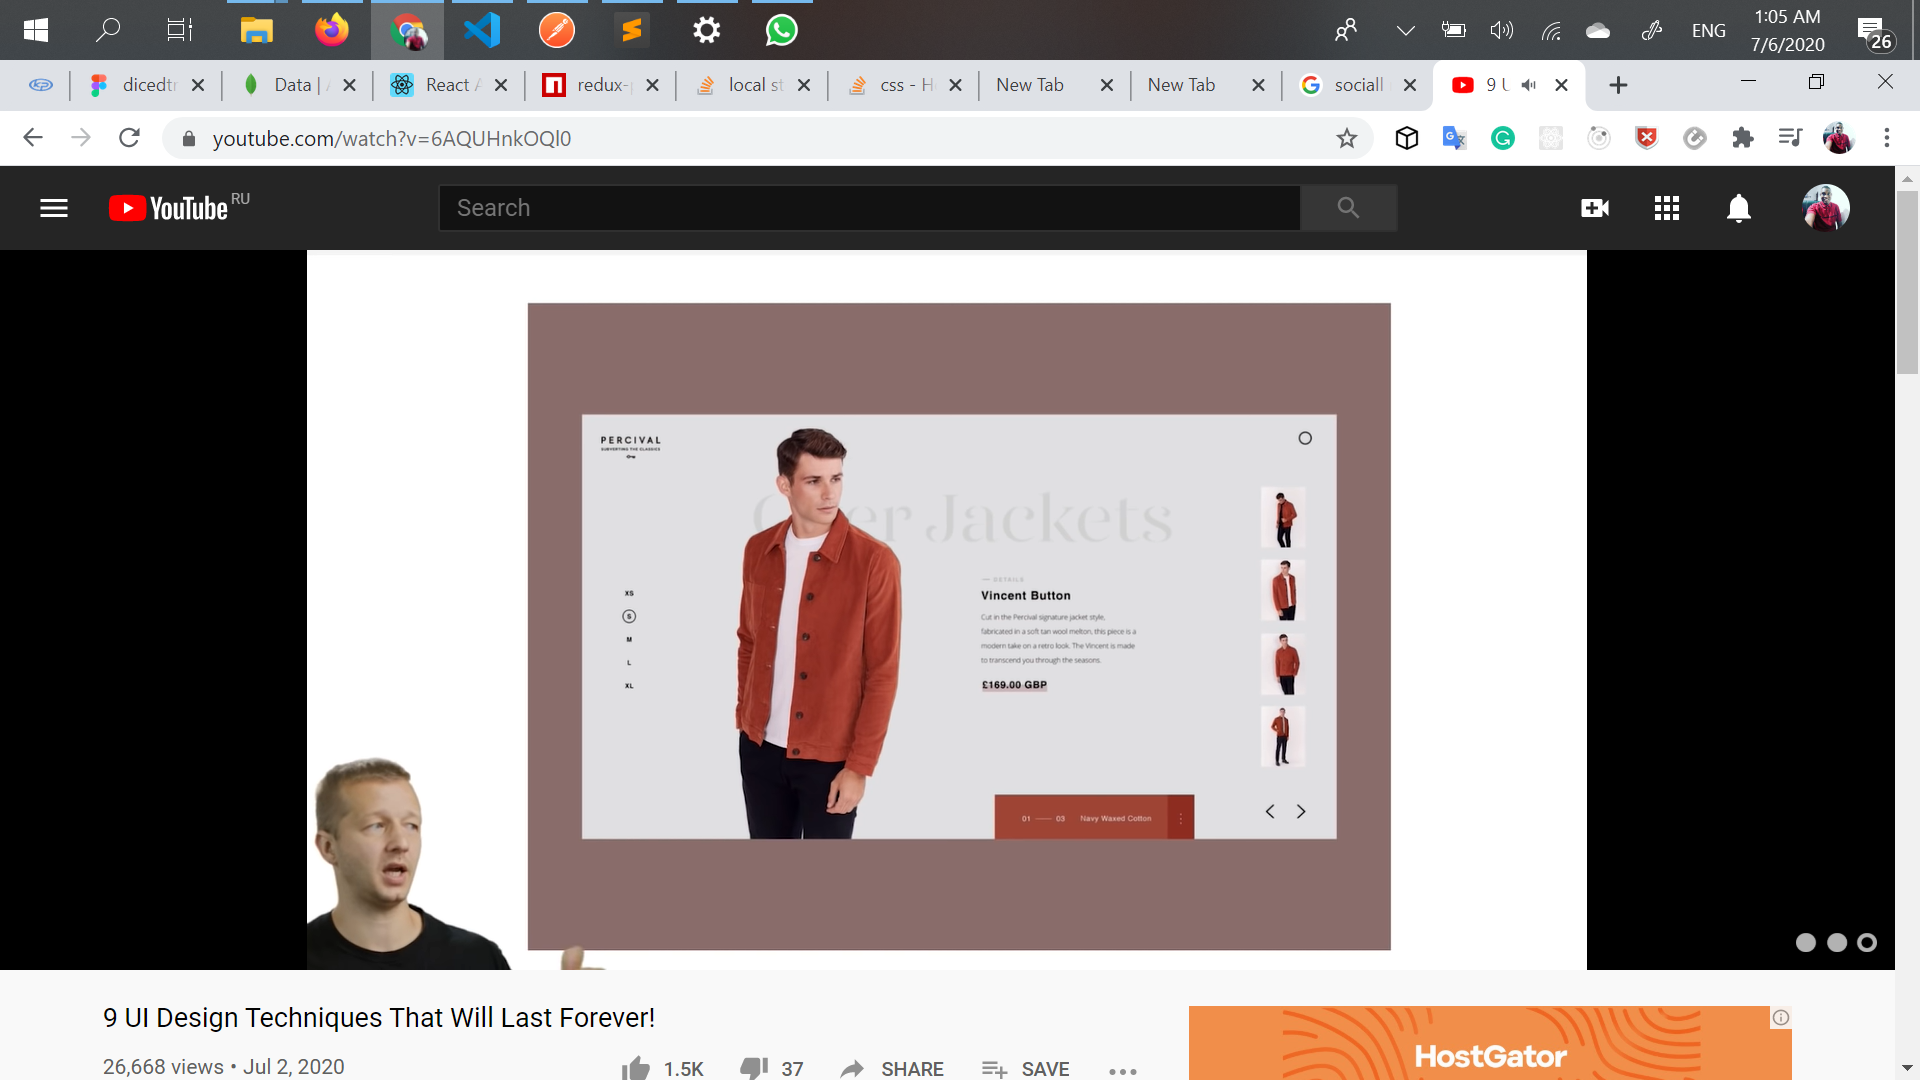 ENG
1:05 AM
7/6/2020
26
dicedt
Data | A
React A
redux-p
local st
css - H
New Tab
New Tab
sociall
9 U
youtube.com/watch?v=6AQUHnkOQl0
YouTube RU
Search
PERCIVAL
SUBVERTING THE CLASSICS
Jackets
XS
S
M
L
XL
DETAILS
Vincent Button
Cut in the Percival signature jacket style,
fabricated in a soft tan wool melton, this piece is a
modern take on a retro look. The Vincent is made
to transcend you through the seasons.
£169.00 GBP
01 — 03 Navy Waxed Cotton
9 UI Design Techniques That Will Last Forever!
26,668 views • Jul 2, 2020
1.5K
37
SHARE
SAVE
HostGator